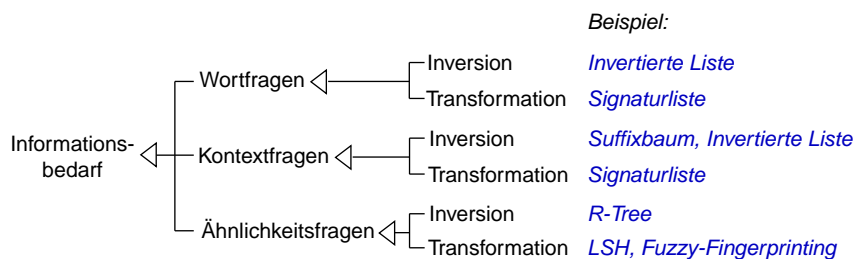 Beispiel:
Inversion Invertierte Liste
Wortfragen
Transformation Signaturliste
Informations-
bedarf
Inversion Suffixbaum, Invertierte Liste
Kontextfragen
Transformation Signaturliste
Inversion R-Tree
Ähnlichkeitsfragen
Transformation LSH, Fuzzy-Fingerprinting